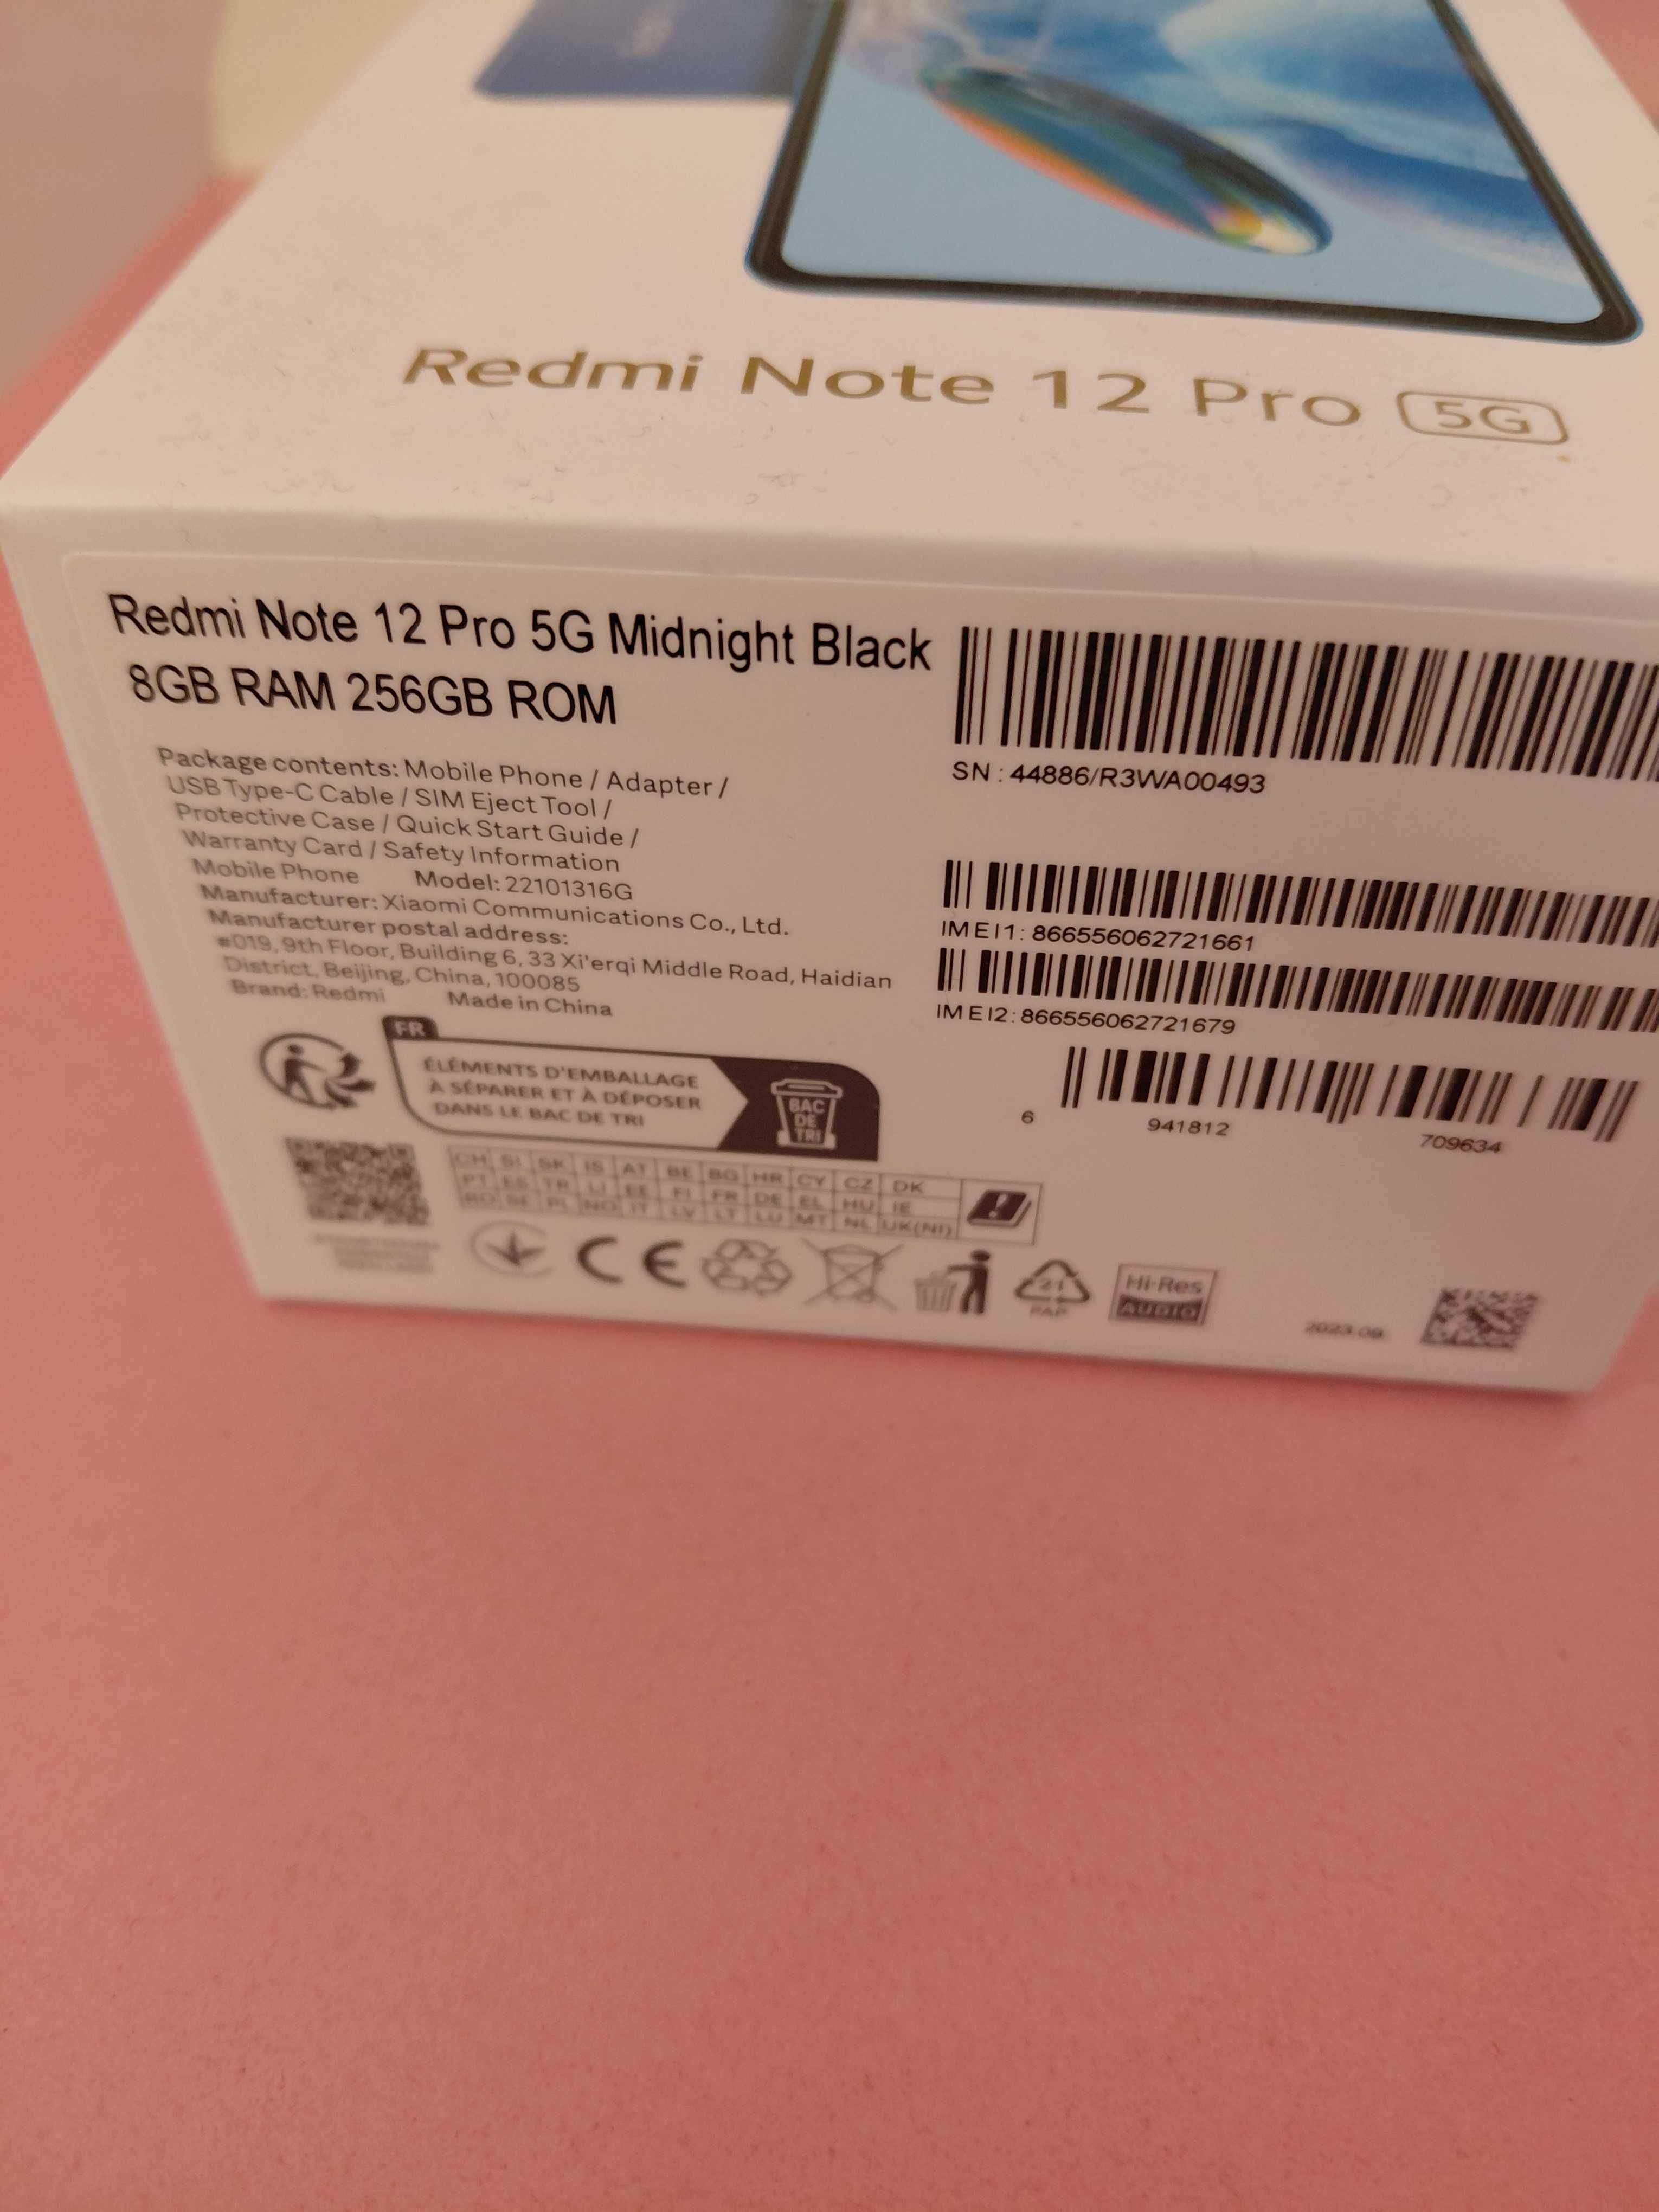 Redmi Note 12 Pro 5G
Redmi Note 12 Pro 5G Midnight Black
8GB RAM 256GB ROM
Package contents: Mobile Phone / Adapter /
USB Type-C Cable / SIM Eject Tool /
Protective Case / Quick Start Guide /
Warranty Card / Safety Information
Mobile Phone Model: 22101316G
Manufacturer: Xiaomi Communications Co., Ltd.
Manufacturer postal address:
#019, 9th Floor, Building 6, 33 Xi'erqi Middle Road, Haidian
District, Beijing, China, 100085
Brand: Redmi Made in China
SN : 44886/R3WA00493
IMEI1: 866556062721661
IMEI2: 866556062721679
6 941812 709634
FR
ÉLÉMENTS D'EMBALLAGE
À SÉPARER ET À DÉPOSER
DANS LE BAC DE TRI
BAC
DE
TRI
CH SI SK IS AT BE BG HR CY CZ DK
PT ES TR LI EE FI FR DE EL HU IE
RO SE PL NO IT LV LT LU MT NL UK(NI)
CE
21
PAP
Hi-Res
AUDIO
2023.09